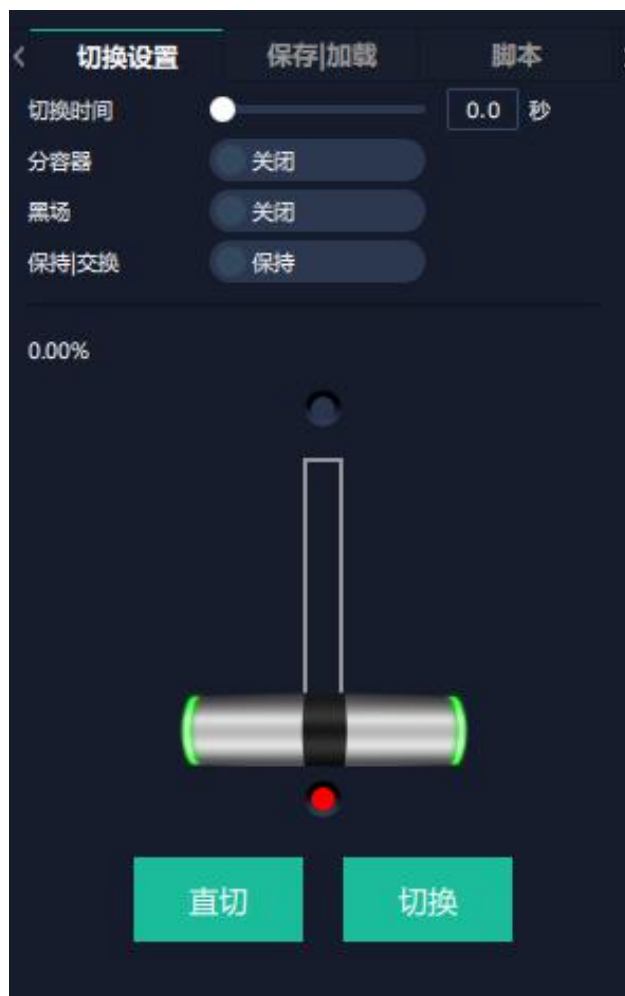 切换设置 保存|加载 脚本
切换时间 0.0 秒
分容器 关闭
黑场 关闭
保持|交换 保持
0.00%
直切 切换